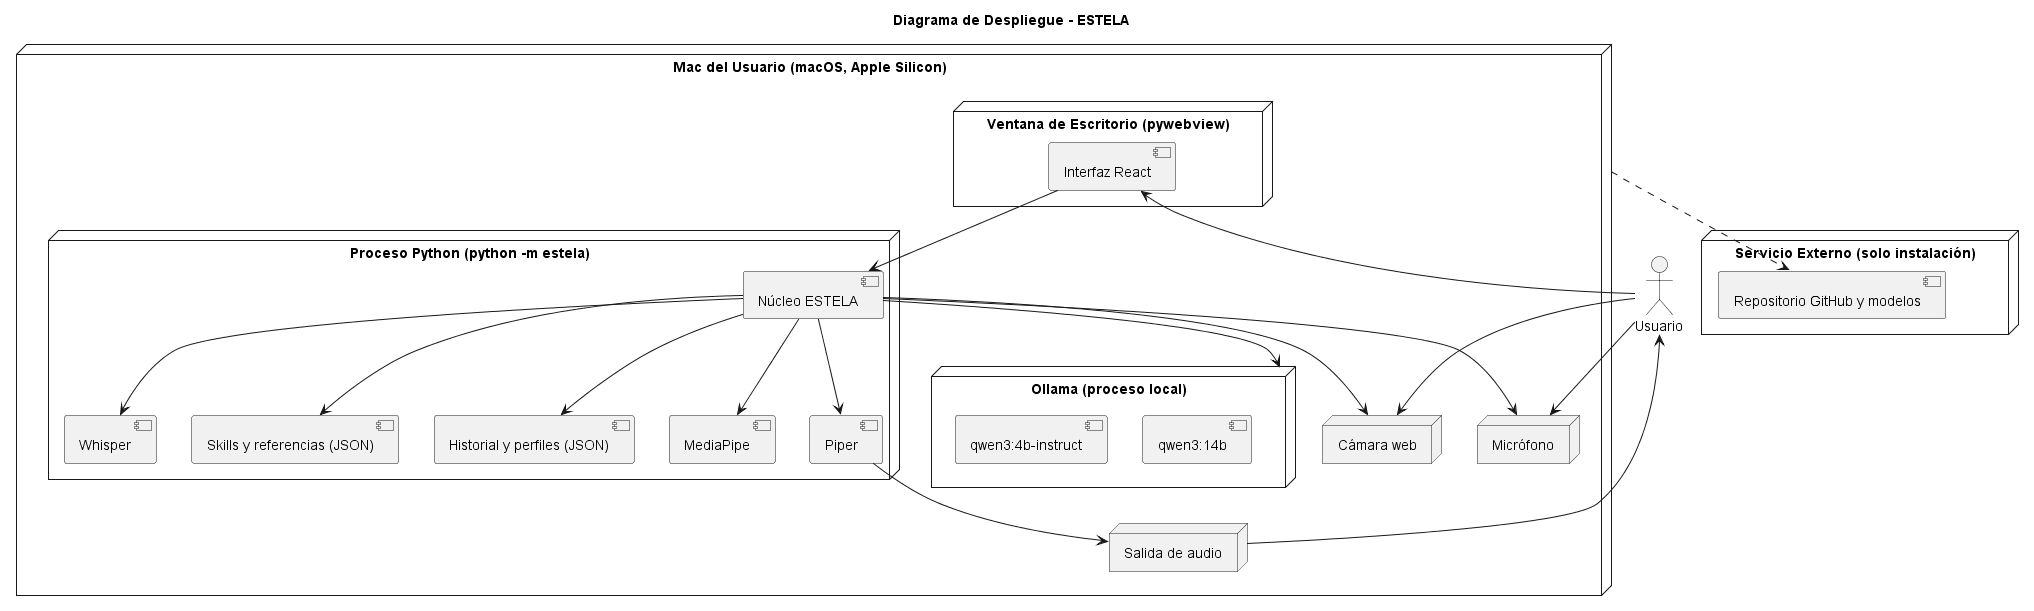 Diagrama de Despliegue - ESTELA
Mac del Usuario (macOS, Apple Silicon)
Ventana de Escritorio (pywebview)
Interfaz React
Proceso Python (python -m estela)
Núcleo ESTELA
Servicio Externo (solo instalación)
Repositorio GitHub y modelos
Usuario
Ollama (proceso local)
Whisper
Skills y referencias (JSON)
Historial y perfiles (JSON)
MediaPipe
Piper
qwen3:4b-instruct
qwen3:14b
Cámara web
Micrófono
Salida de audio